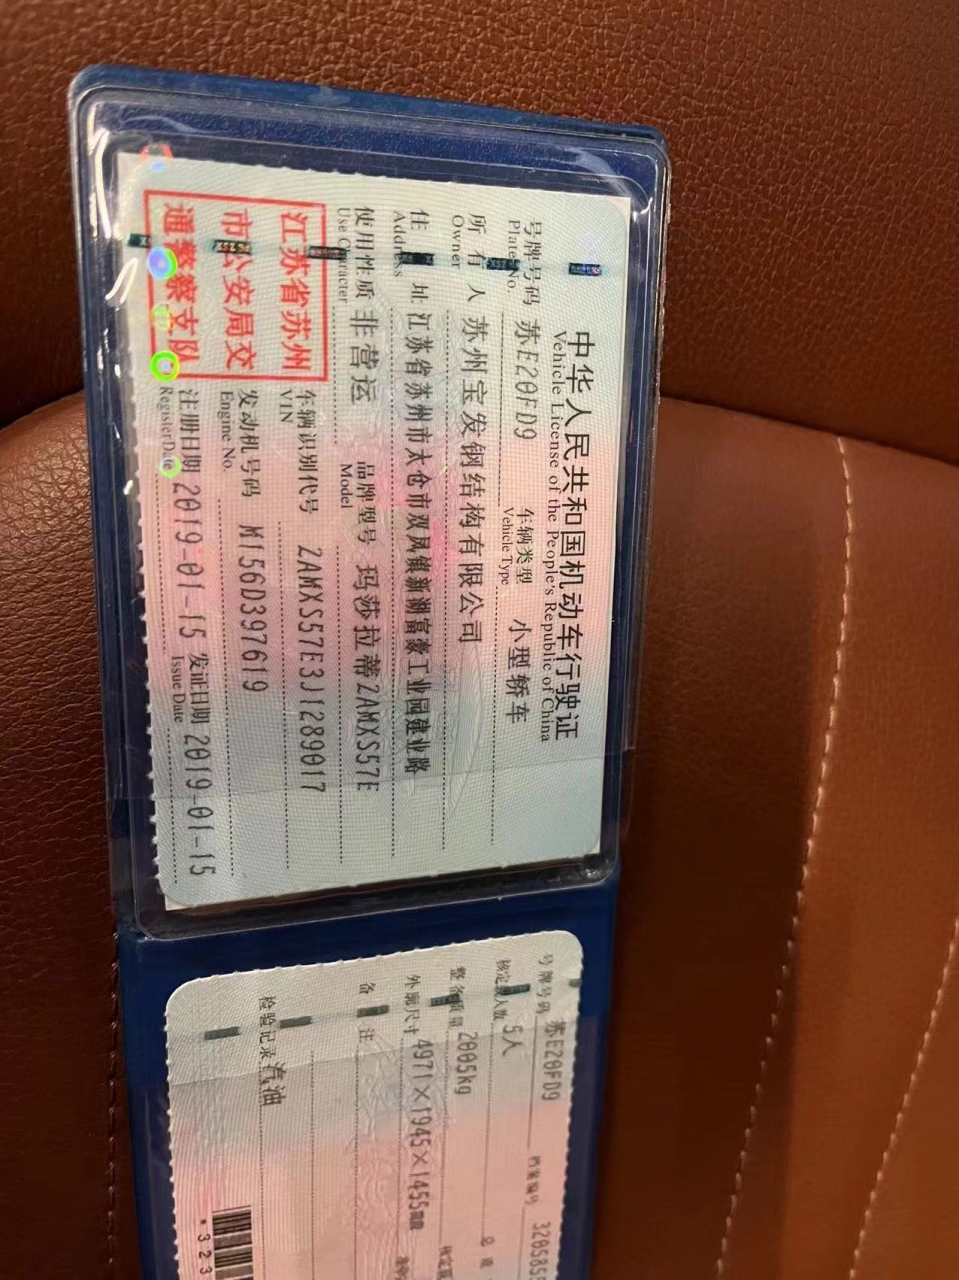 中华人民共和国机动车行驶证
Vehicle License of the People's Republic of China
号牌号码 苏E20FD9 车辆类型 小型轿车
Plate No. Vehicle Type
所有人 苏州宝发钢结构有限公司
Owner
住址 江苏省苏州市太仓市双凤镇新湖富豪工业园建业路
Address
使用性质 非营运 品牌型号 玛莎拉蒂ZAMXS57E
Use Character Model
江苏省苏州
市公安局交
通警察支队
车辆识别代号 ZAMXS57E3J1289017
VIN
发动机号码 M156D397619
Engine No.
注册日期 2019-01-15 发证日期 2019-01-15
Register Date Issue Date
号牌号码 苏E20FD9 档案编号 3205855
核定载人数 5人 总
整备质量 2005kg 核定
外廓尺寸 4971×1945×1455mm
备注
检验记录 汽油
*323